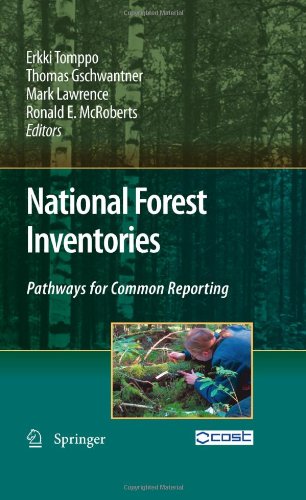 Erkki Tomppo
Thomas Gschwantner
Mark Lawrence
Ronald E. McRoberts
Editors
National Forest
Inventories
Pathways for Common Reporting
Springer
cost